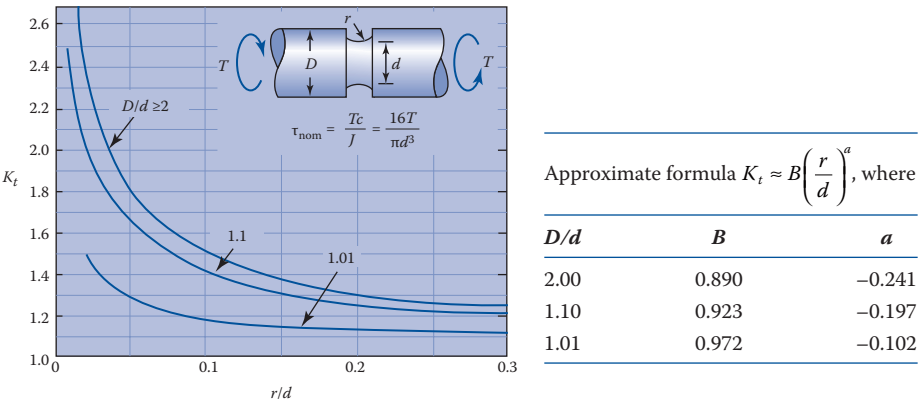 2.6
2.4
2.2
2.0
1.8
1.6
1.4
1.2
1.0
K_t
0
0.1
0.2
0.3
r/d
D/d ≥2
1.1
1.01
T
D
r
d
T
τ_nom = Tc/J = 16T/πd³
Approximate formula K_t ≈ B(r/d)^a, where
D/d B a
2.00 0.890 −0.241
1.10 0.923 −0.197
1.01 0.972 −0.102